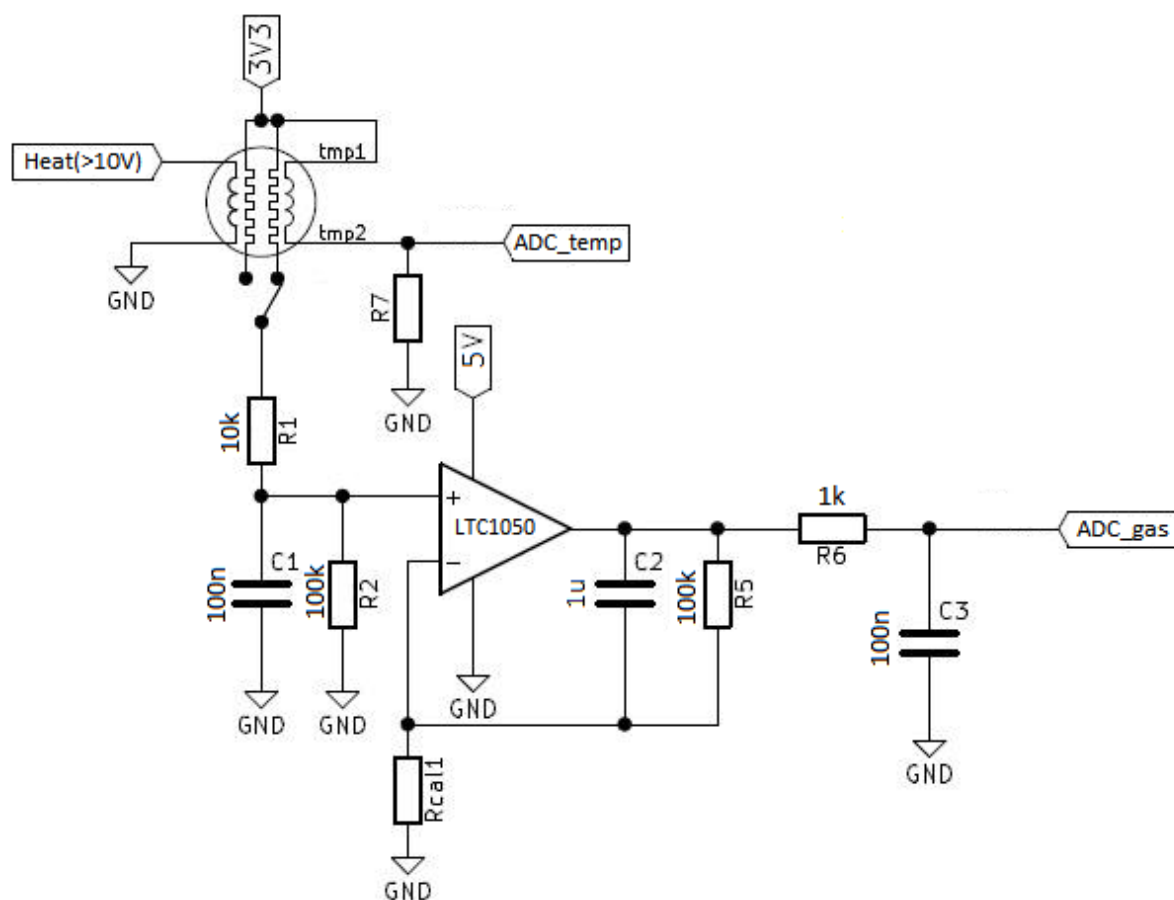 3V3
Heat(>10V)
tmp1
tmp2
ADC_temp
GND
R7
5V
GND
10k
R1
+
LTC1050
−
1k
R6
ADC_gas
C1
100n
100k
R2
C2
1u
100k
R5
C3
100n
GND
GND
GND
GND
Rcal1
GND